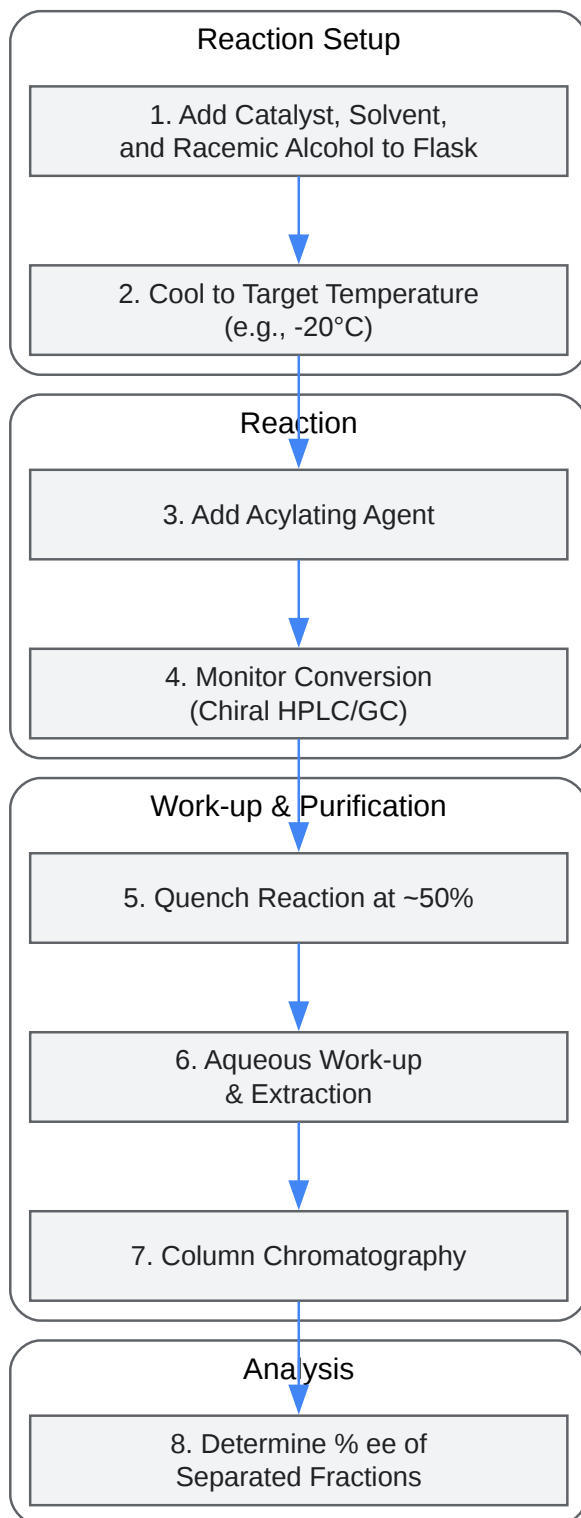 Reaction Setup
1. Add Catalyst, Solvent,
and Racemic Alcohol to Flask
2. Cool to Target Temperature
(e.g., -20°C)
Reaction
3. Add Acylating Agent
4. Monitor Conversion
(Chiral HPLC/GC)
Work-up & Purification
5. Quench Reaction at ~50%
6. Aqueous Work-up
& Extraction
7. Column Chromatography
Analysis
8. Determine % ee of
Separated Fractions